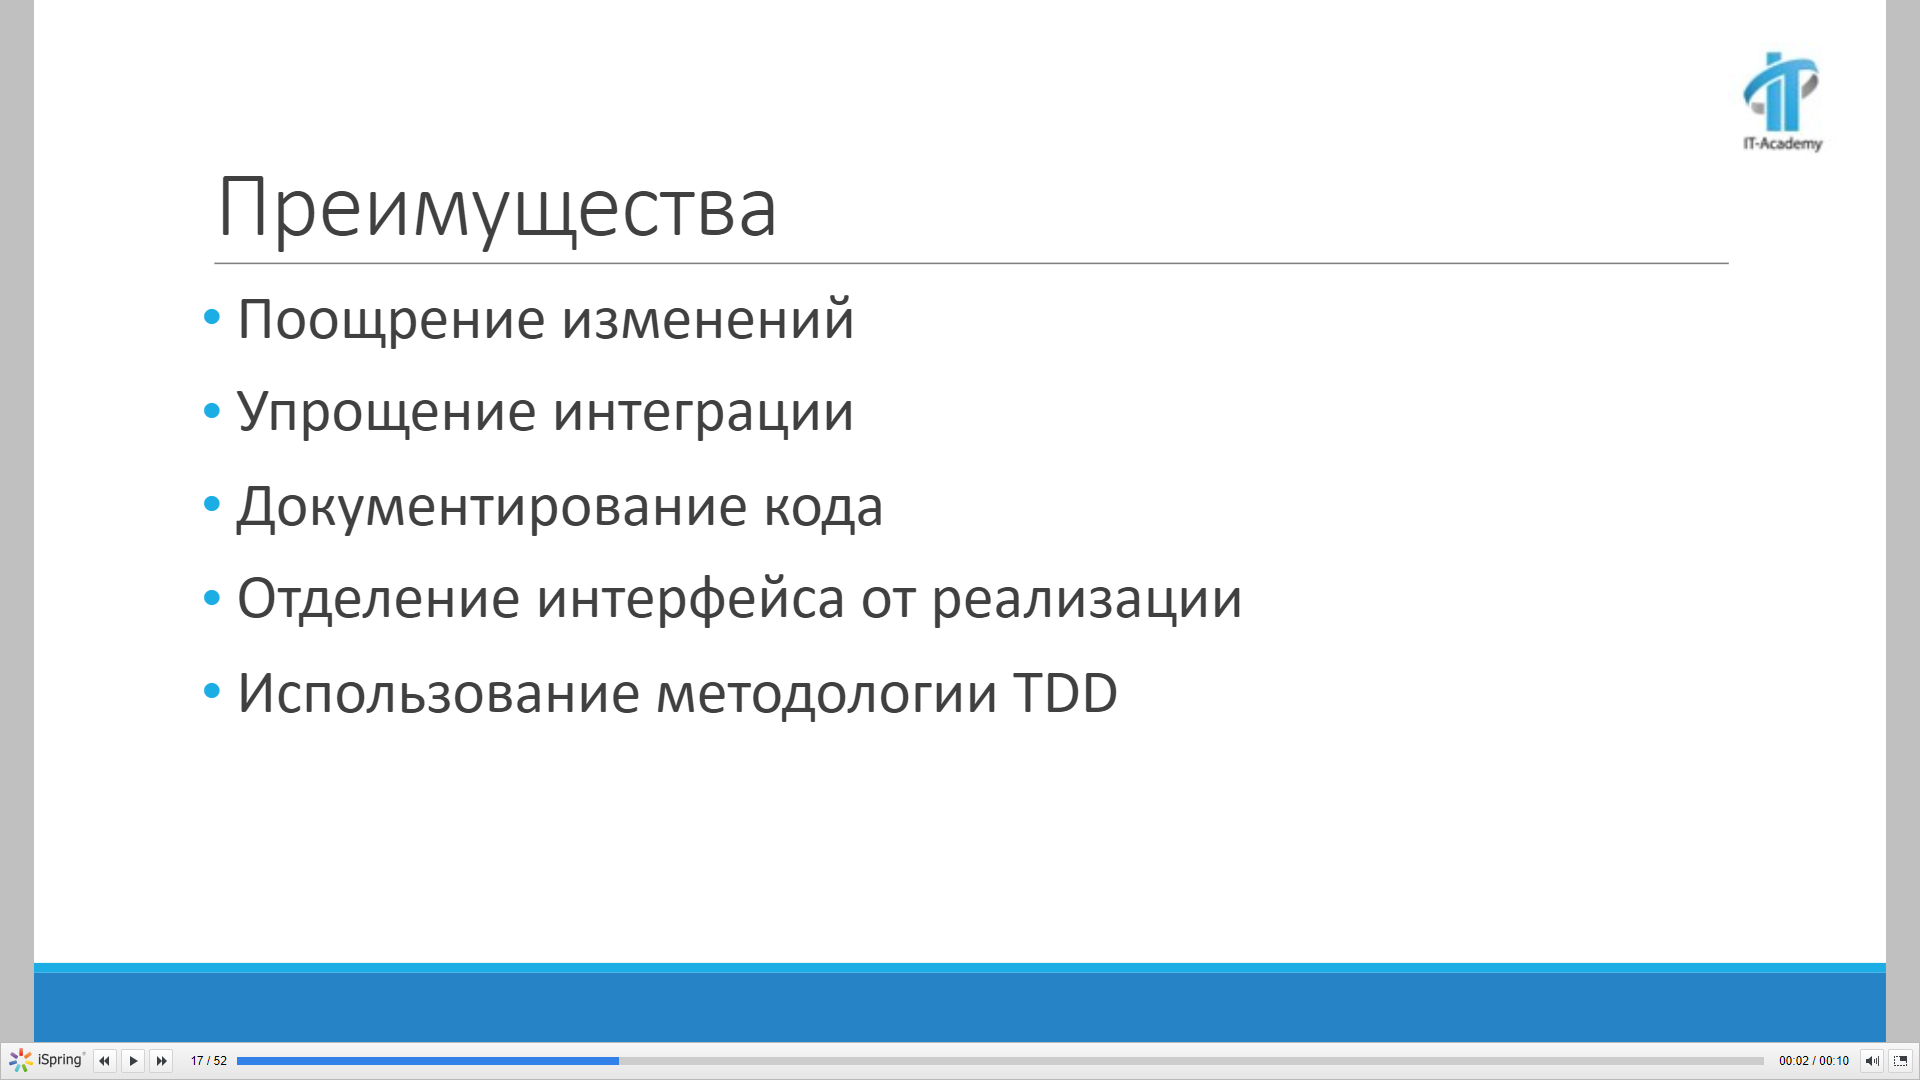 IT-Academy
Преимущества
• Поощрение изменений
• Упрощение интеграции
• Документирование кода
• Отделение интерфейса от реализации
• Использование методологии TDD
iSpring 17 / 52 00:02 / 00:10